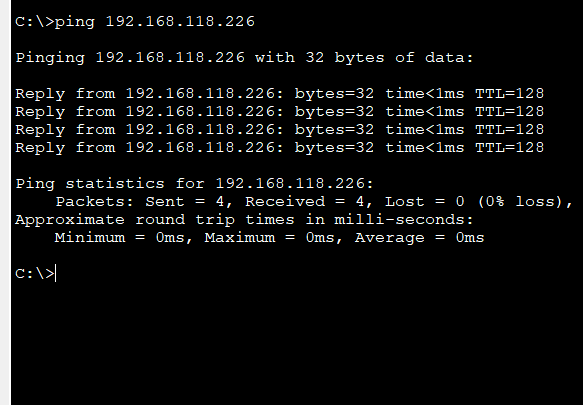 C:\>ping 192.168.118.226
Pinging 192.168.118.226 with 32 bytes of data:
Reply from 192.168.118.226: bytes=32 time<1ms TTL=128
Reply from 192.168.118.226: bytes=32 time<1ms TTL=128
Reply from 192.168.118.226: bytes=32 time<1ms TTL=128
Reply from 192.168.118.226: bytes=32 time<1ms TTL=128
Ping statistics for 192.168.118.226:
    Packets: Sent = 4, Received = 4, Lost = 0 (0% loss),
Approximate round trip times in milli-seconds:
    Minimum = 0ms, Maximum = 0ms, Average = 0ms
C:\>